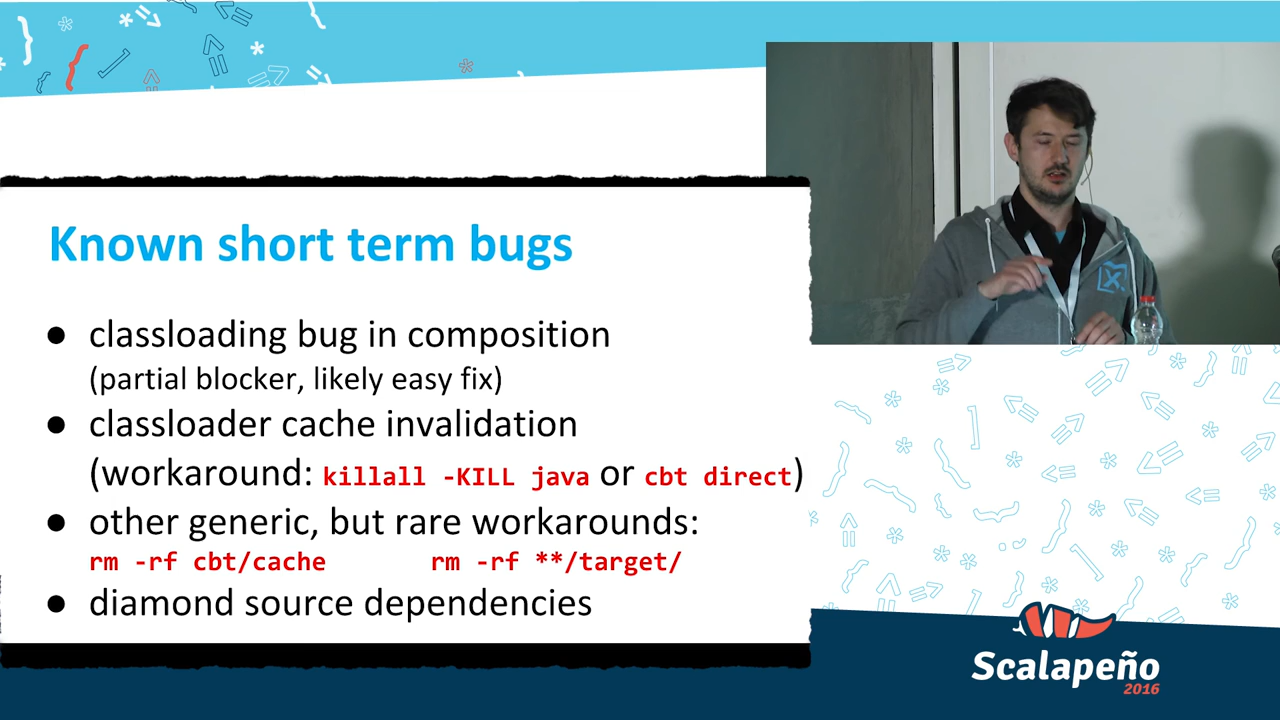 Known short term bugs
● classloading bug in composition
(partial blocker, likely easy fix)
● classloader cache invalidation
(workaround: killall -KILL java or cbt direct)
● other generic, but rare workarounds:
rm -rf cbt/cache rm -rf **/target/
● diamond source dependencies
Scalapeño
2016